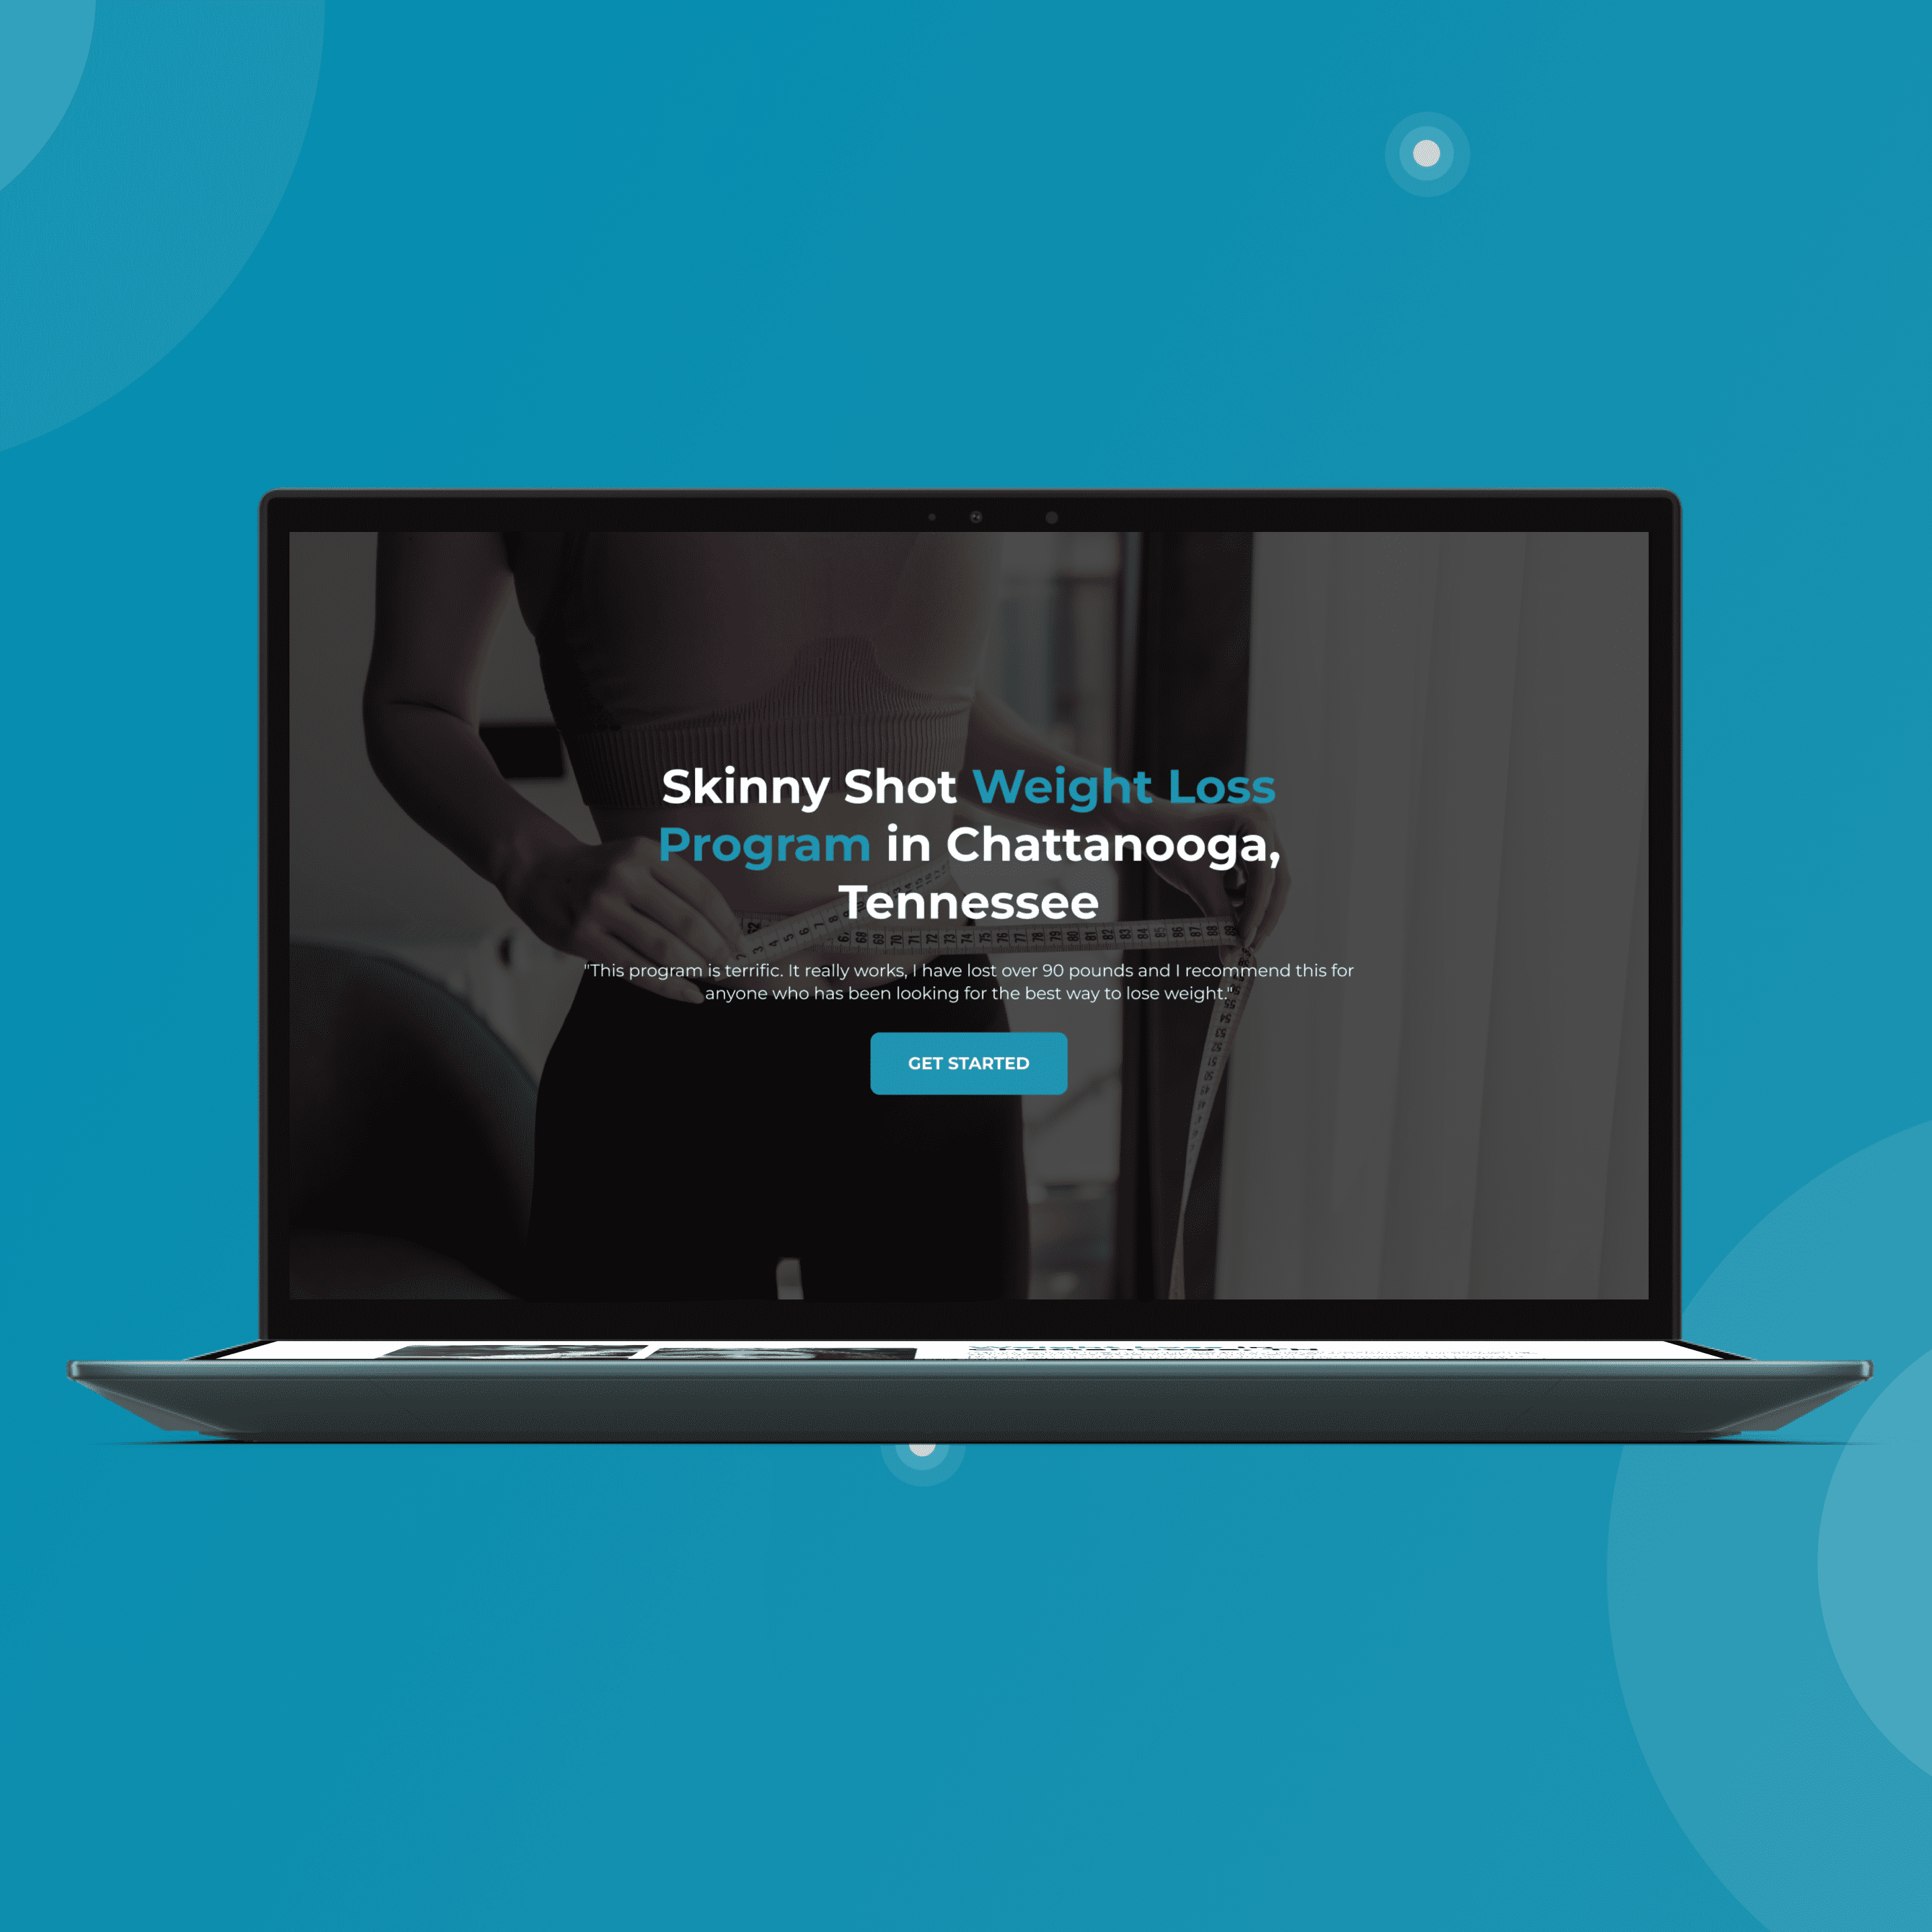 Skinny Shot Weight Loss
Program in Chattanooga,
Tennessee
"This program is terrific. It really works, I have lost over 90 pounds and I recommend this for
anyone who has been looking for the best way to lose weight."
GET STARTED